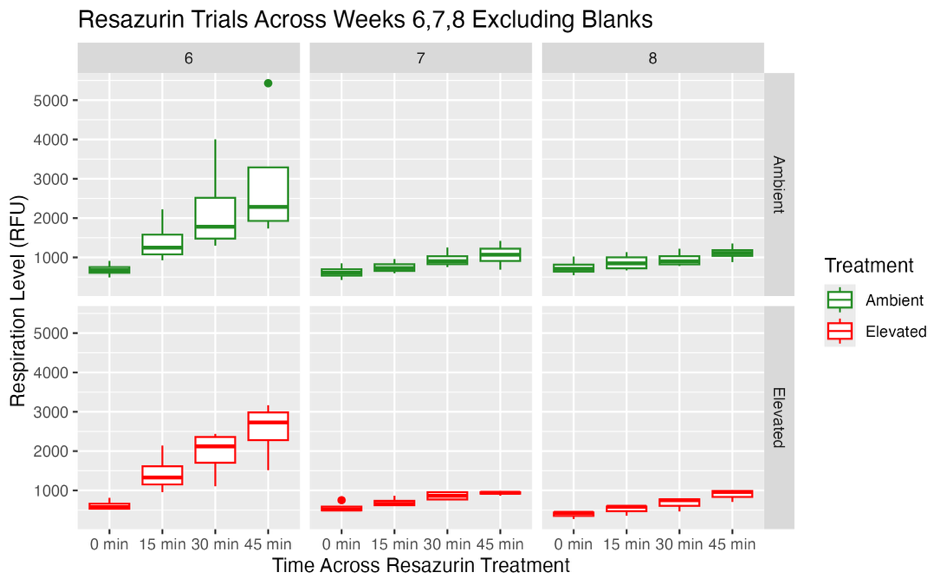 Resazurin Trials Across Weeks 6,7,8 Excluding Blanks
6 7 8
5000
4000
3000
2000
1000
Ambient
5000
4000
3000
2000
1000
Elevated
Respiration Level (RFU)
0 min 15 min 30 min 45 min 0 min 15 min 30 min 45 min 0 min 15 min 30 min 45 min
Time Across Resazurin Treatment
Treatment
Ambient
Elevated